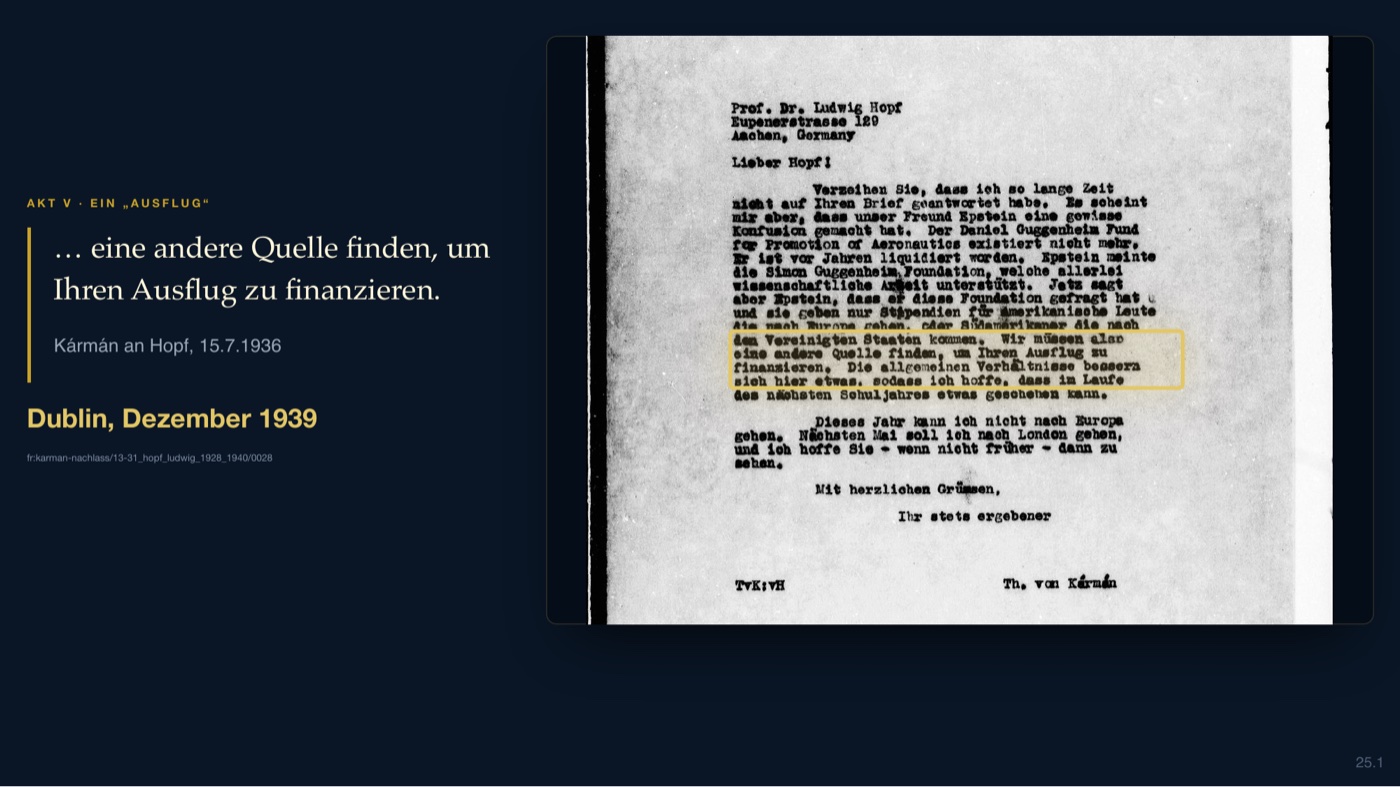 AKT V · EIN „AUSFLUG“
… eine andere Quelle finden, um
Ihren Ausflug zu finanzieren.
Kármán an Hopf, 15.7.1936
Dublin, Dezember 1939
fr:karman-nachlass/13-31_hopf_ludwig_1928_1940/0028
Prof. Dr. Ludwig Hopf
Eupenerstrasse 129
Aachen, Germany
Lieber Hopf!
Verzeihen Sie, dass ich so lange Zeit
nicht auf Ihren Brief geantwortet habe. Es scheint
mir aber, dass unser Freund Epstein eine gewisse
Konfusion gemacht hat. Der Daniel Guggenheim Fund
for Promotion of Aeronautics existiert nicht mehr.
Er ist vor Jahren liquidiert worden. Epstein meinte
die Simon Guggenheim Foundation, welche allerlei
wissenschaftliche Arbeit unterstützt. Jetz sagt
aber Epstein, dass er diese Foundation gefragt hat
und sie geben nur Stipendien für Amerikanische Leute
die nach Europa gehen, oder Südamerikaner die nach
den Vereinigten Staaten kommen. Wir müssen also
eine andere Quelle finden, um Ihren Ausflug zu
finanzieren. Die allgemeinen Verhältnisse bessern
sich hier etwas, sodass ich hoffe, dass im Laufe
des nächsten Schuljahres etwas geschehen kann.
Dieses Jahr kann ich nicht nach Europa
gehen. Nächsten Mai soll ich nach London gehen,
und ich hoffe Sie - wenn nicht früher - dann zu
sehen.
Mit herzlichen Grüssen,
Ihr stets ergebener
TvK:vH
Th. von Kármán
25.1